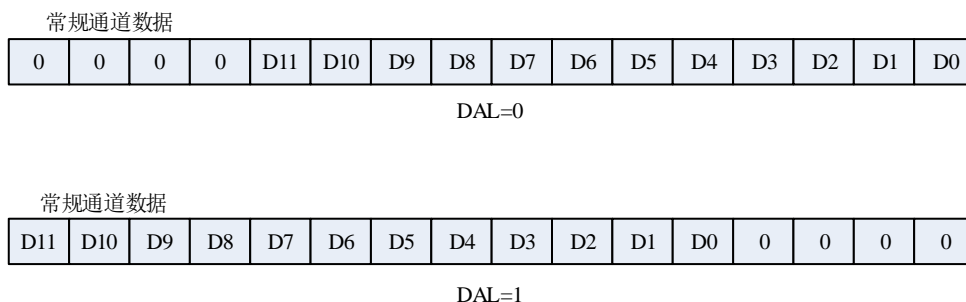 常规通道数据
0 0 0 0 D11 D10 D9 D8 D7 D6 D5 D4 D3 D2 D1 D0
DAL=0
常规通道数据
D11 D10 D9 D8 D7 D6 D5 D4 D3 D2 D1 D0 0 0 0 0
DAL=1